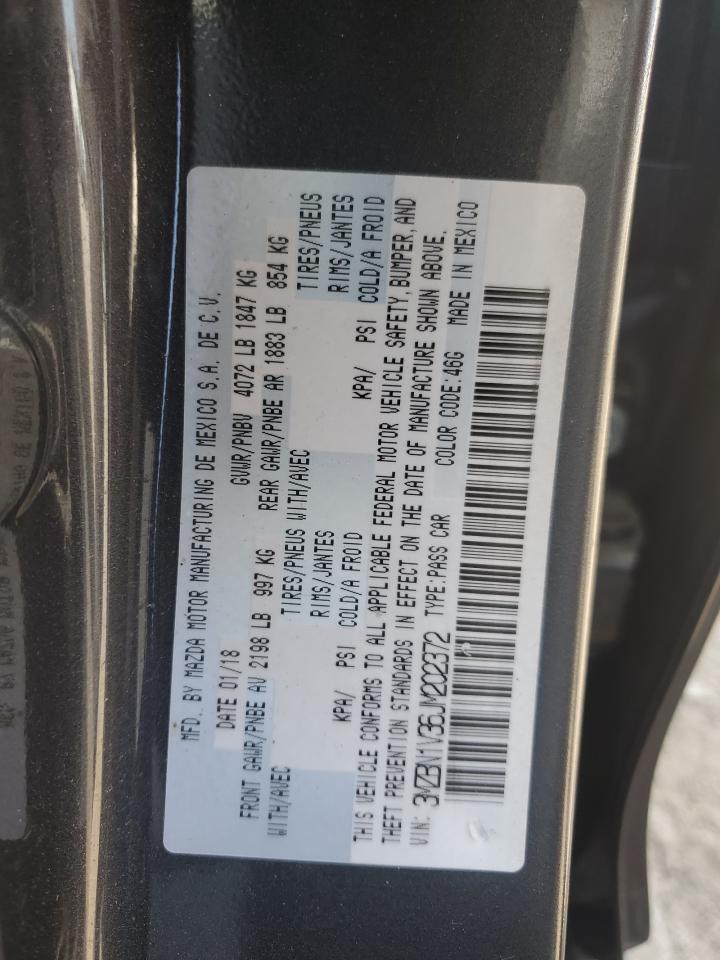 MFD. BY MAZDA MOTOR MANUFACTURING DE MEXICO S.A. DE C.V.
DATE 01/18 GVWR/PNBV 4072 LB 1847 KG
FRONT GAWR/PNBE AV 2198 LB 997 KG REAR GAWR/PNBE AR 1883 LB 854 KG
WITH/AVEC TIRES/PNEUS WITH/AVEC TIRES/PNEUS
RIMS/JANTES RIMS/JANTES
KPA/ PSI COLD/A FROID KPA/ PSI COLD/A FROID
THIS VEHICLE CONFORMS TO ALL APPLICABLE FEDERAL MOTOR VEHICLE SAFETY, BUMPER, AND
THEFT PREVENTION STANDARDS IN EFFECT ON THE DATE OF MANUFACTURE SHOWN ABOVE.
VIN: 3MZBN1V36JM202372 TYPE:PASS CAR COLOR CODE:46G MADE IN MEXICO